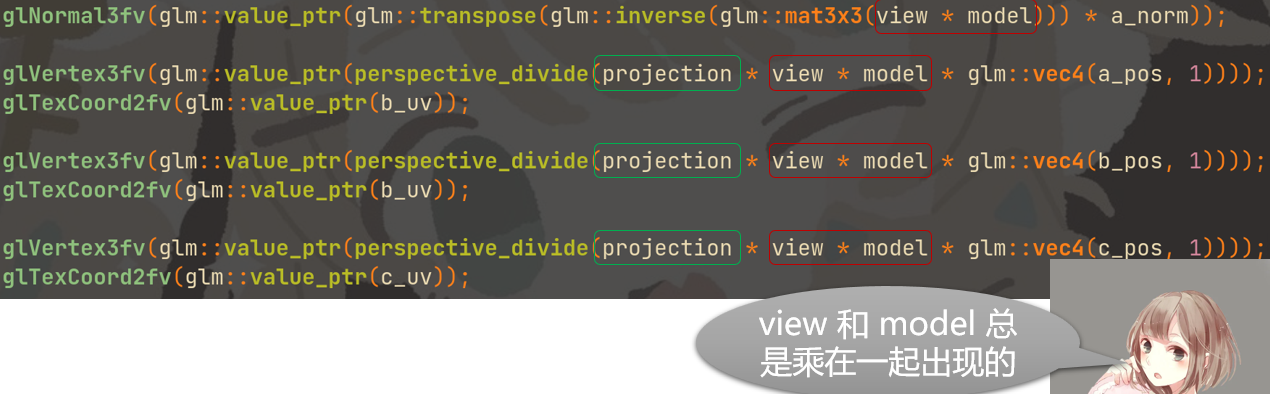 glNormal3fv(glm::value_ptr(glm::transpose(glm::inverse(glm::mat3x3(view * model))) * a_norm));
glVertex3fv(glm::value_ptr(perspective_divide(projection * view * model * glm::vec4(a_pos, 1))));
glTexCoord2fv(glm::value_ptr(b_uv));
glVertex3fv(glm::value_ptr(perspective_divide(projection * view * model * glm::vec4(b_pos, 1))));
glTexCoord2fv(glm::value_ptr(b_uv));
glVertex3fv(glm::value_ptr(perspective_divide(projection * view * model * glm::vec4(c_pos, 1))));
glTexCoord2fv(glm::value_ptr(c_uv));
view 和 model 总
是乘在一起出现的